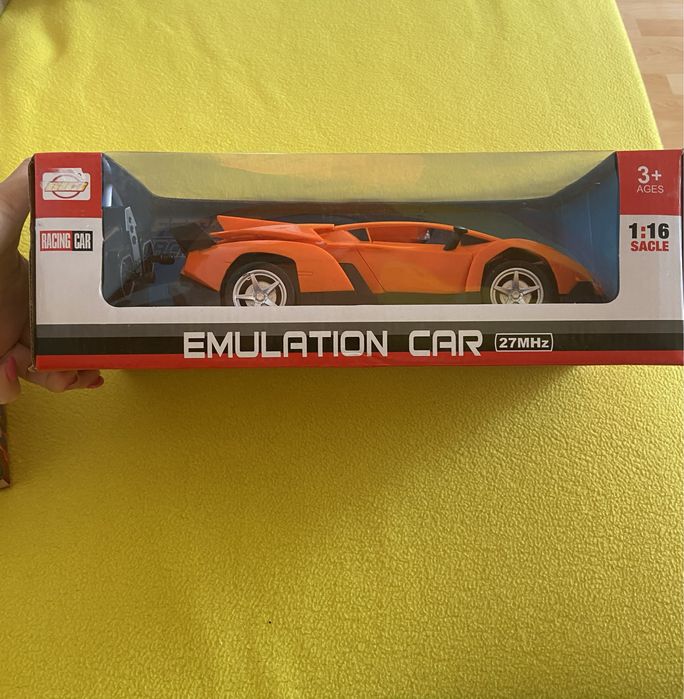 3+
AGES
RACING CAR
1:16
SACLE
EMULATION CAR 27MHz